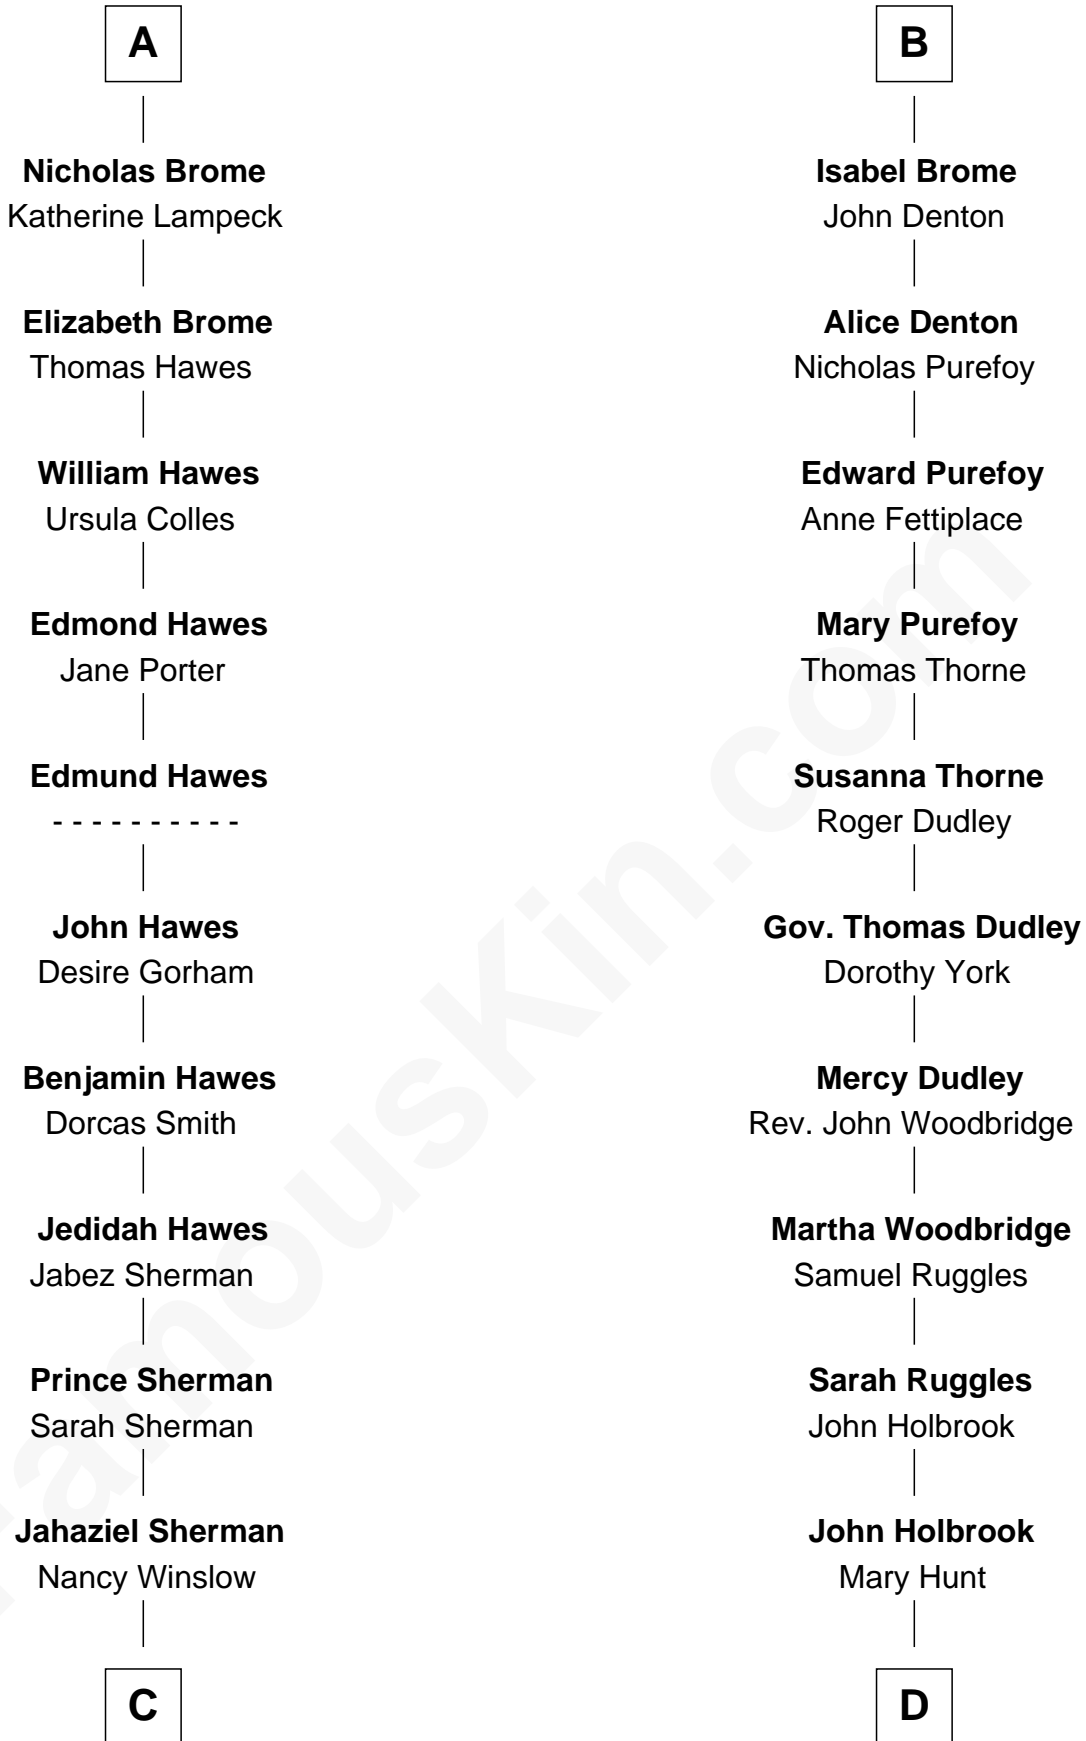 A
Nicholas Brome
Katherine Lampeck
Elizabeth Brome
Thomas Hawes
William Hawes
Ursula Colles
Edmond Hawes
Jane Porter
Edmund Hawes
- - - - - - - - - -
John Hawes
Desire Gorham
Benjamin Hawes
Dorcas Smith
Jedidah Hawes
Jabez Sherman
Prince Sherman
Sarah Sherman
Jahaziel Sherman
Nancy Winslow
C
B
Isabel Brome
John Denton
Alice Denton
Nicholas Purefoy
Edward Purefoy
Anne Fettiplace
Mary Purefoy
Thomas Thorne
Susanna Thorne
Roger Dudley
Gov. Thomas Dudley
Dorothy York
Mercy Dudley
Rev. John Woodbridge
Martha Woodbridge
Samuel Ruggles
Sarah Ruggles
John Holbrook
John Holbrook
Mary Hunt
D
FamousKin.com